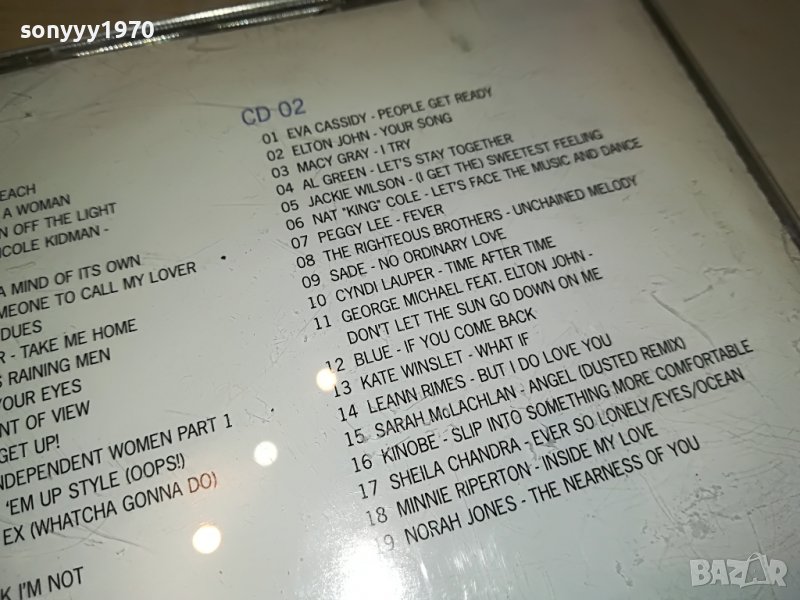 sonyyy1970
EACH
A WOMAN
N OFF THE LIGHT
ICOLE KIDMAN -
A MIND OF ITS OWN
MEONE TO CALL MY LOVER
DUES
R - TAKE ME HOME
S RAINING MEN
YOUR EYES
NT OF VIEW
GET UP!
NDEPENDENT WOMEN PART 1
'EM UP STYLE (OOPS!)
EX (WHATCHA GONNA DO)
K I'M NOT
CD 02
01 EVA CASSIDY - PEOPLE GET READY
02 ELTON JOHN - YOUR SONG
03 MACY GRAY - I TRY
04 AL GREEN - LET'S STAY TOGETHER
05 JACKIE WILSON - (I GET THE) SWEETEST FEELING
06 NAT "KING" COLE - LET'S FACE THE MUSIC AND DANCE
07 PEGGY LEE - FEVER
08 THE RIGHTEOUS BROTHERS - UNCHAINED MELODY
09 SADE - NO ORDINARY LOVE
10 CYNDI LAUPER - TIME AFTER TIME
11 GEORGE MICHAEL FEAT. ELTON JOHN -
DON'T LET THE SUN GO DOWN ON ME
12 BLUE - IF YOU COME BACK
13 KATE WINSLET - WHAT IF
14 LEANN RIMES - BUT I DO LOVE YOU
15 SARAH McLACHLAN - ANGEL (DUSTED REMIX)
16 KINOBE - SLIP INTO SOMETHING MORE COMFORTABLE
17 SHEILA CHANDRA - EVER SO LONELY/EYES/OCEAN
18 MINNIE RIPERTON - INSIDE MY LOVE
19 NORAH JONES - THE NEARNESS OF YOU
BAZAR